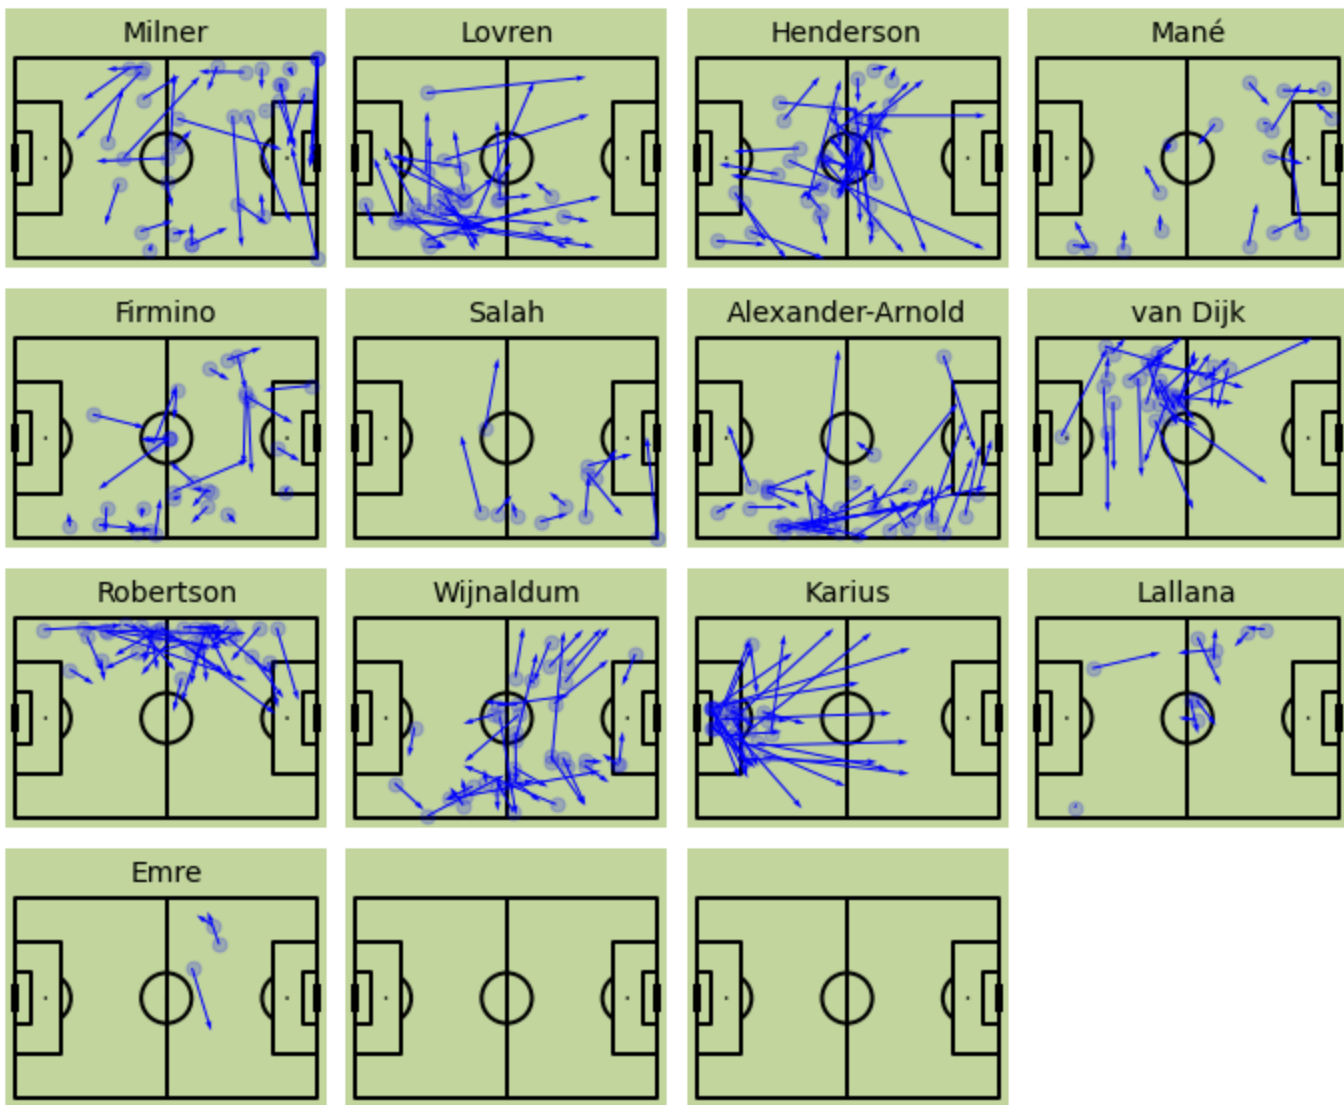 Milner
Lovren
Henderson
Mané
Firmino
Salah
Alexander-Arnold
van Dijk
Robertson
Wijnaldum
Karius
Lallana
Emre